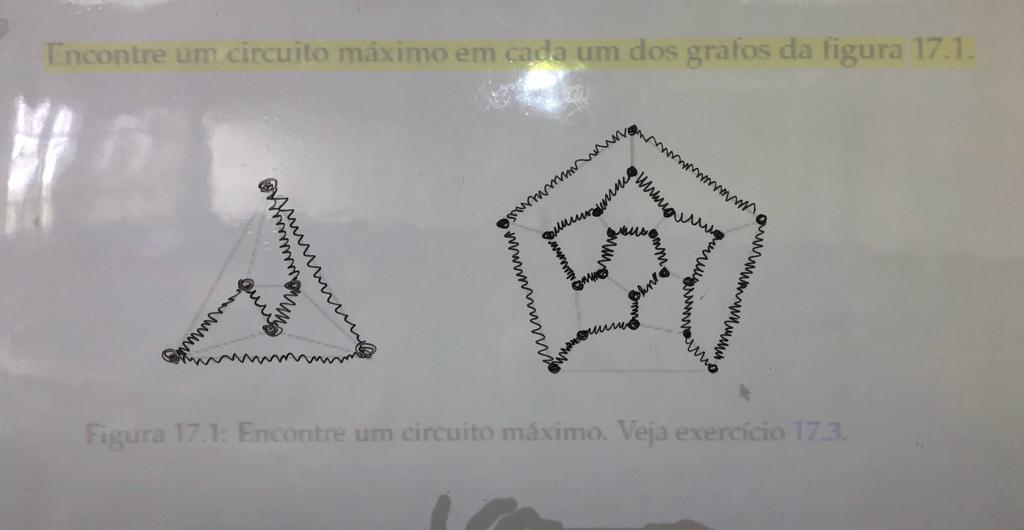 Encontre um circuito máximo em cada um dos grafos da figura 17.1.
Figura 17.1: Encontre um circuito máximo. Veja exercício 17.3.